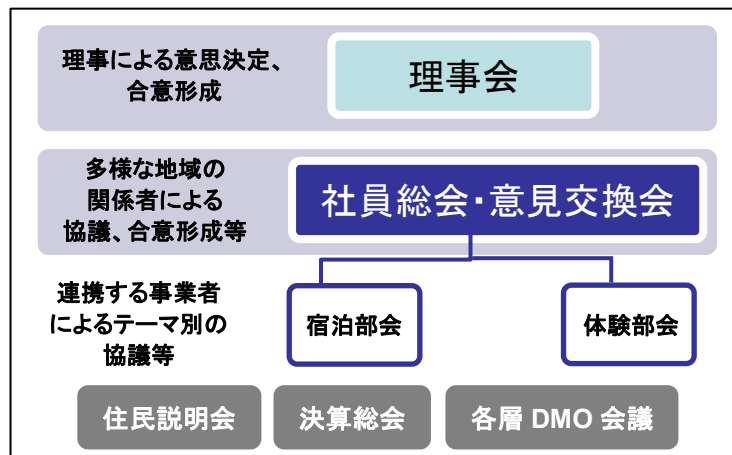 理事による意思決定、
合意形成
理事会
多様な地域の
関係者による
協議、合意形成等
社員総会・意見交換会
連携する事業者
によるテーマ別の
協議等
宿泊部会
体験部会
住民説明会
決算総会
各層 DMO 会議